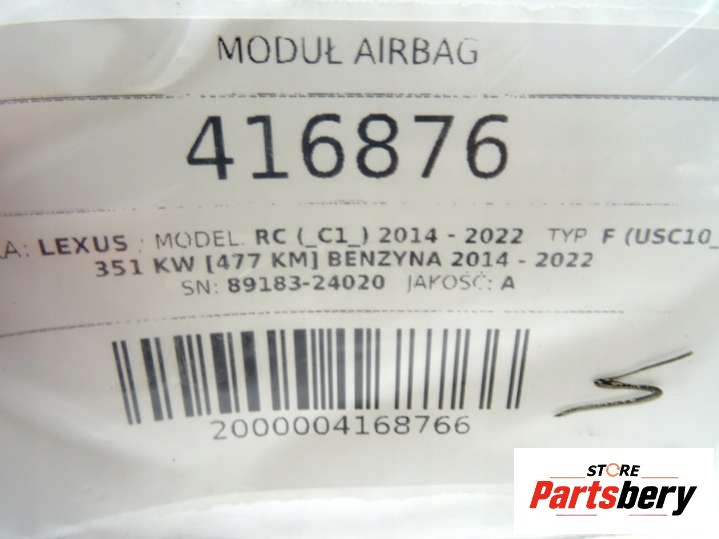 MODUŁ AIRBAG
416876
KA: LEXUS ; MODEL. RC (_C1_) 2014 - 2022 TYP F (USC10_
351 KW [477 KM] BENZYNA 2014 - 2022
SN: 89183-24020 JAKOŚĆ: A
2000004168766
STORE
Partsbery